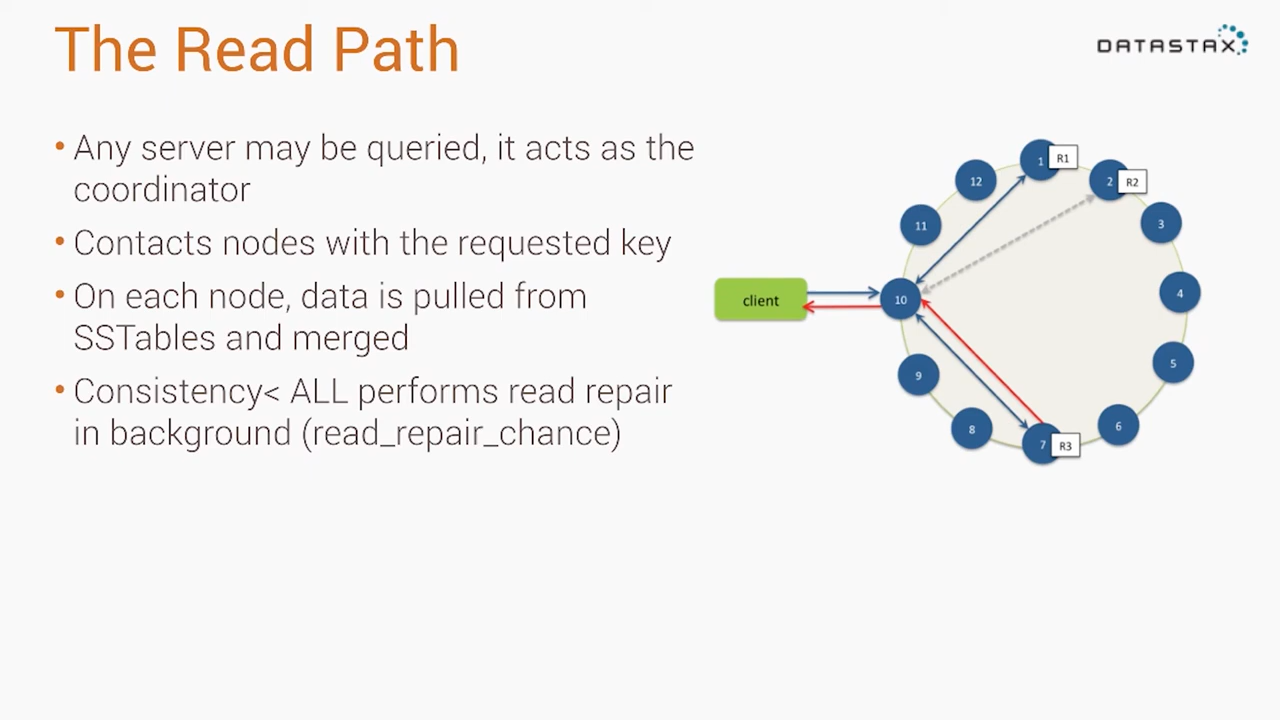 The Read Path
DATASTAX
• Any server may be queried, it acts as the
coordinator
• Contacts nodes with the requested key
• On each node, data is pulled from
SSTables and merged
• Consistency< ALL performs read repair
in background (read_repair_chance)
client
1
R1
2
R2
3
4
5
6
7
R3
8
9
10
11
12